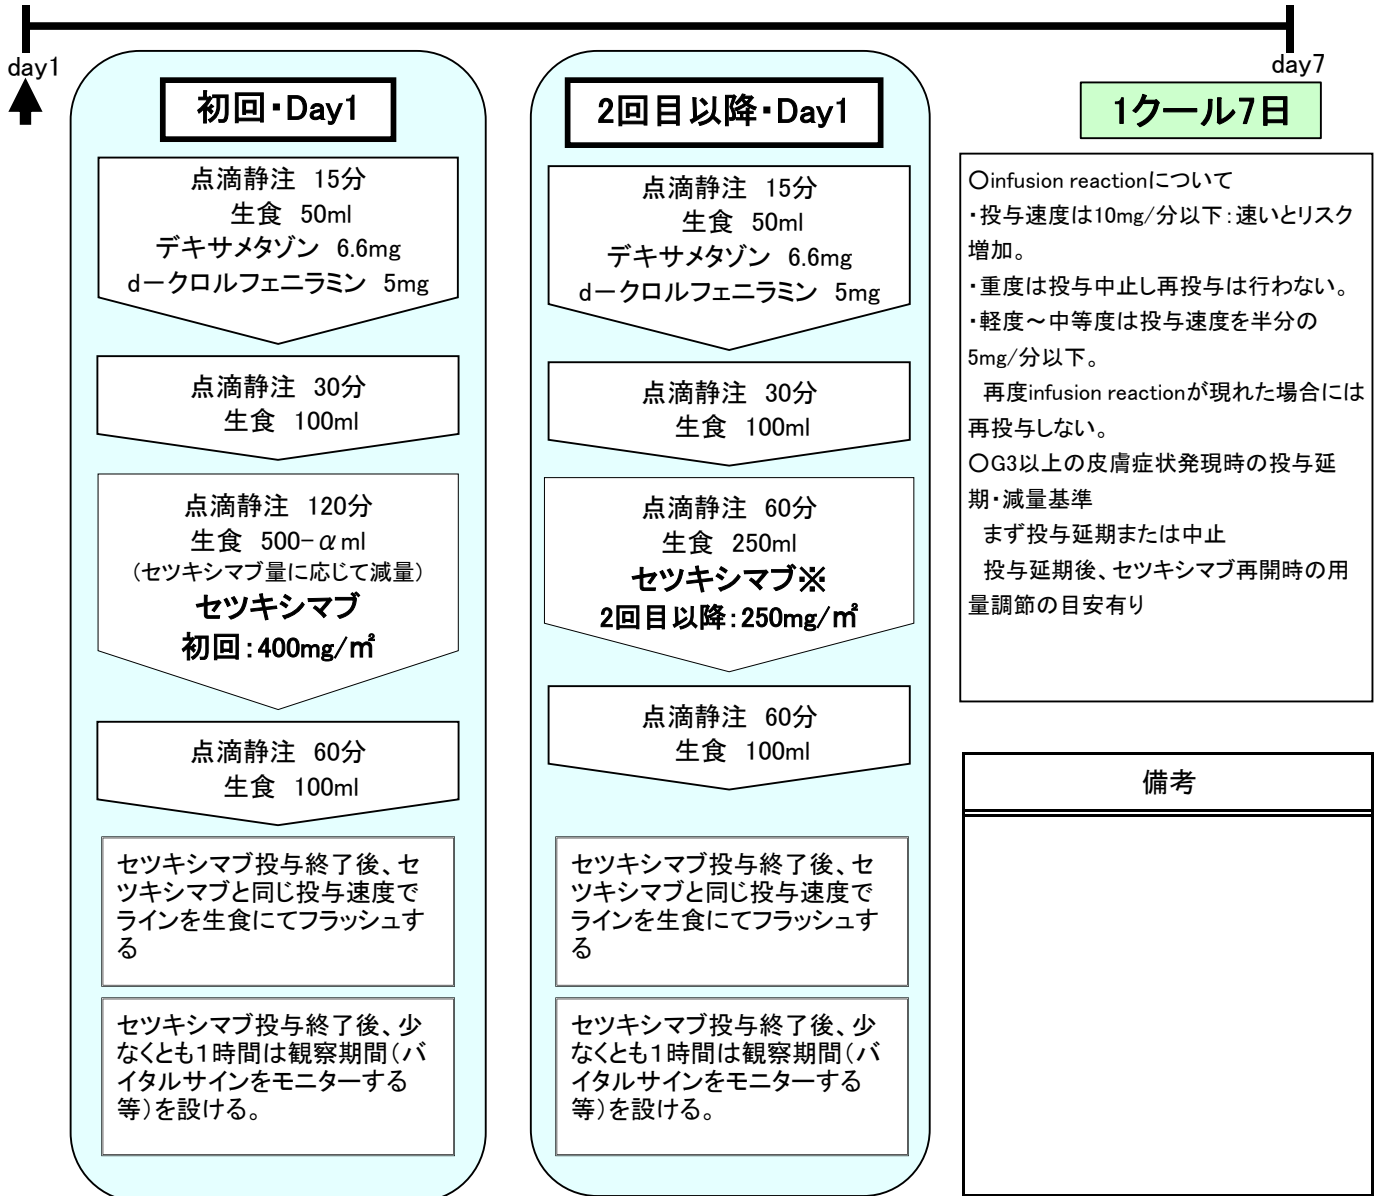 day1
day7
初回・Day1
点滴静注 15分
生食 50ml
デキサメタゾン 6.6mg
d－クロルフェニラミン 5mg
点滴静注 30分
生食 100ml
点滴静注 120分
生食 500-αml
（セツキシマブ量に応じて減量）
セツキシマブ
初回：400mg/㎡
点滴静注 60分
生食 100ml
セツキシマブ投与終了後、セ
ツキシマブと同じ投与速度で
ラインを生食にてフラッシュす
る
セツキシマブ投与終了後、少
なくとも１時間は観察期間（バ
イタルサインをモニターする
等）を設ける。
2回目以降・Day1
点滴静注 15分
生食 50ml
デキサメタゾン 6.6mg
d－クロルフェニラミン 5mg
点滴静注 30分
生食 100ml
点滴静注 60分
生食 250ml
セツキシマブ※
2回目以降：250mg/㎡
点滴静注 60分
生食 100ml
セツキシマブ投与終了後、セ
ツキシマブと同じ投与速度で
ラインを生食にてフラッシュす
る
セツキシマブ投与終了後、少
なくとも１時間は観察期間（バ
イタルサインをモニターする
等）を設ける。
1クール7日
○infusion reactionについて
・投与速度は10mg/分以下：速いとリスク
増加。
・重度は投与中止し再投与は行わない。
・軽度～中等度は投与速度を半分の
5mg/分以下。
再度infusion reactionが現れた場合には
再投与しない。
○G3以上の皮膚症状発現時の投与延
期・減量基準
まず投与延期または中止
投与延期後、セツキシマブ再開時の用
量調節の目安有り
備考